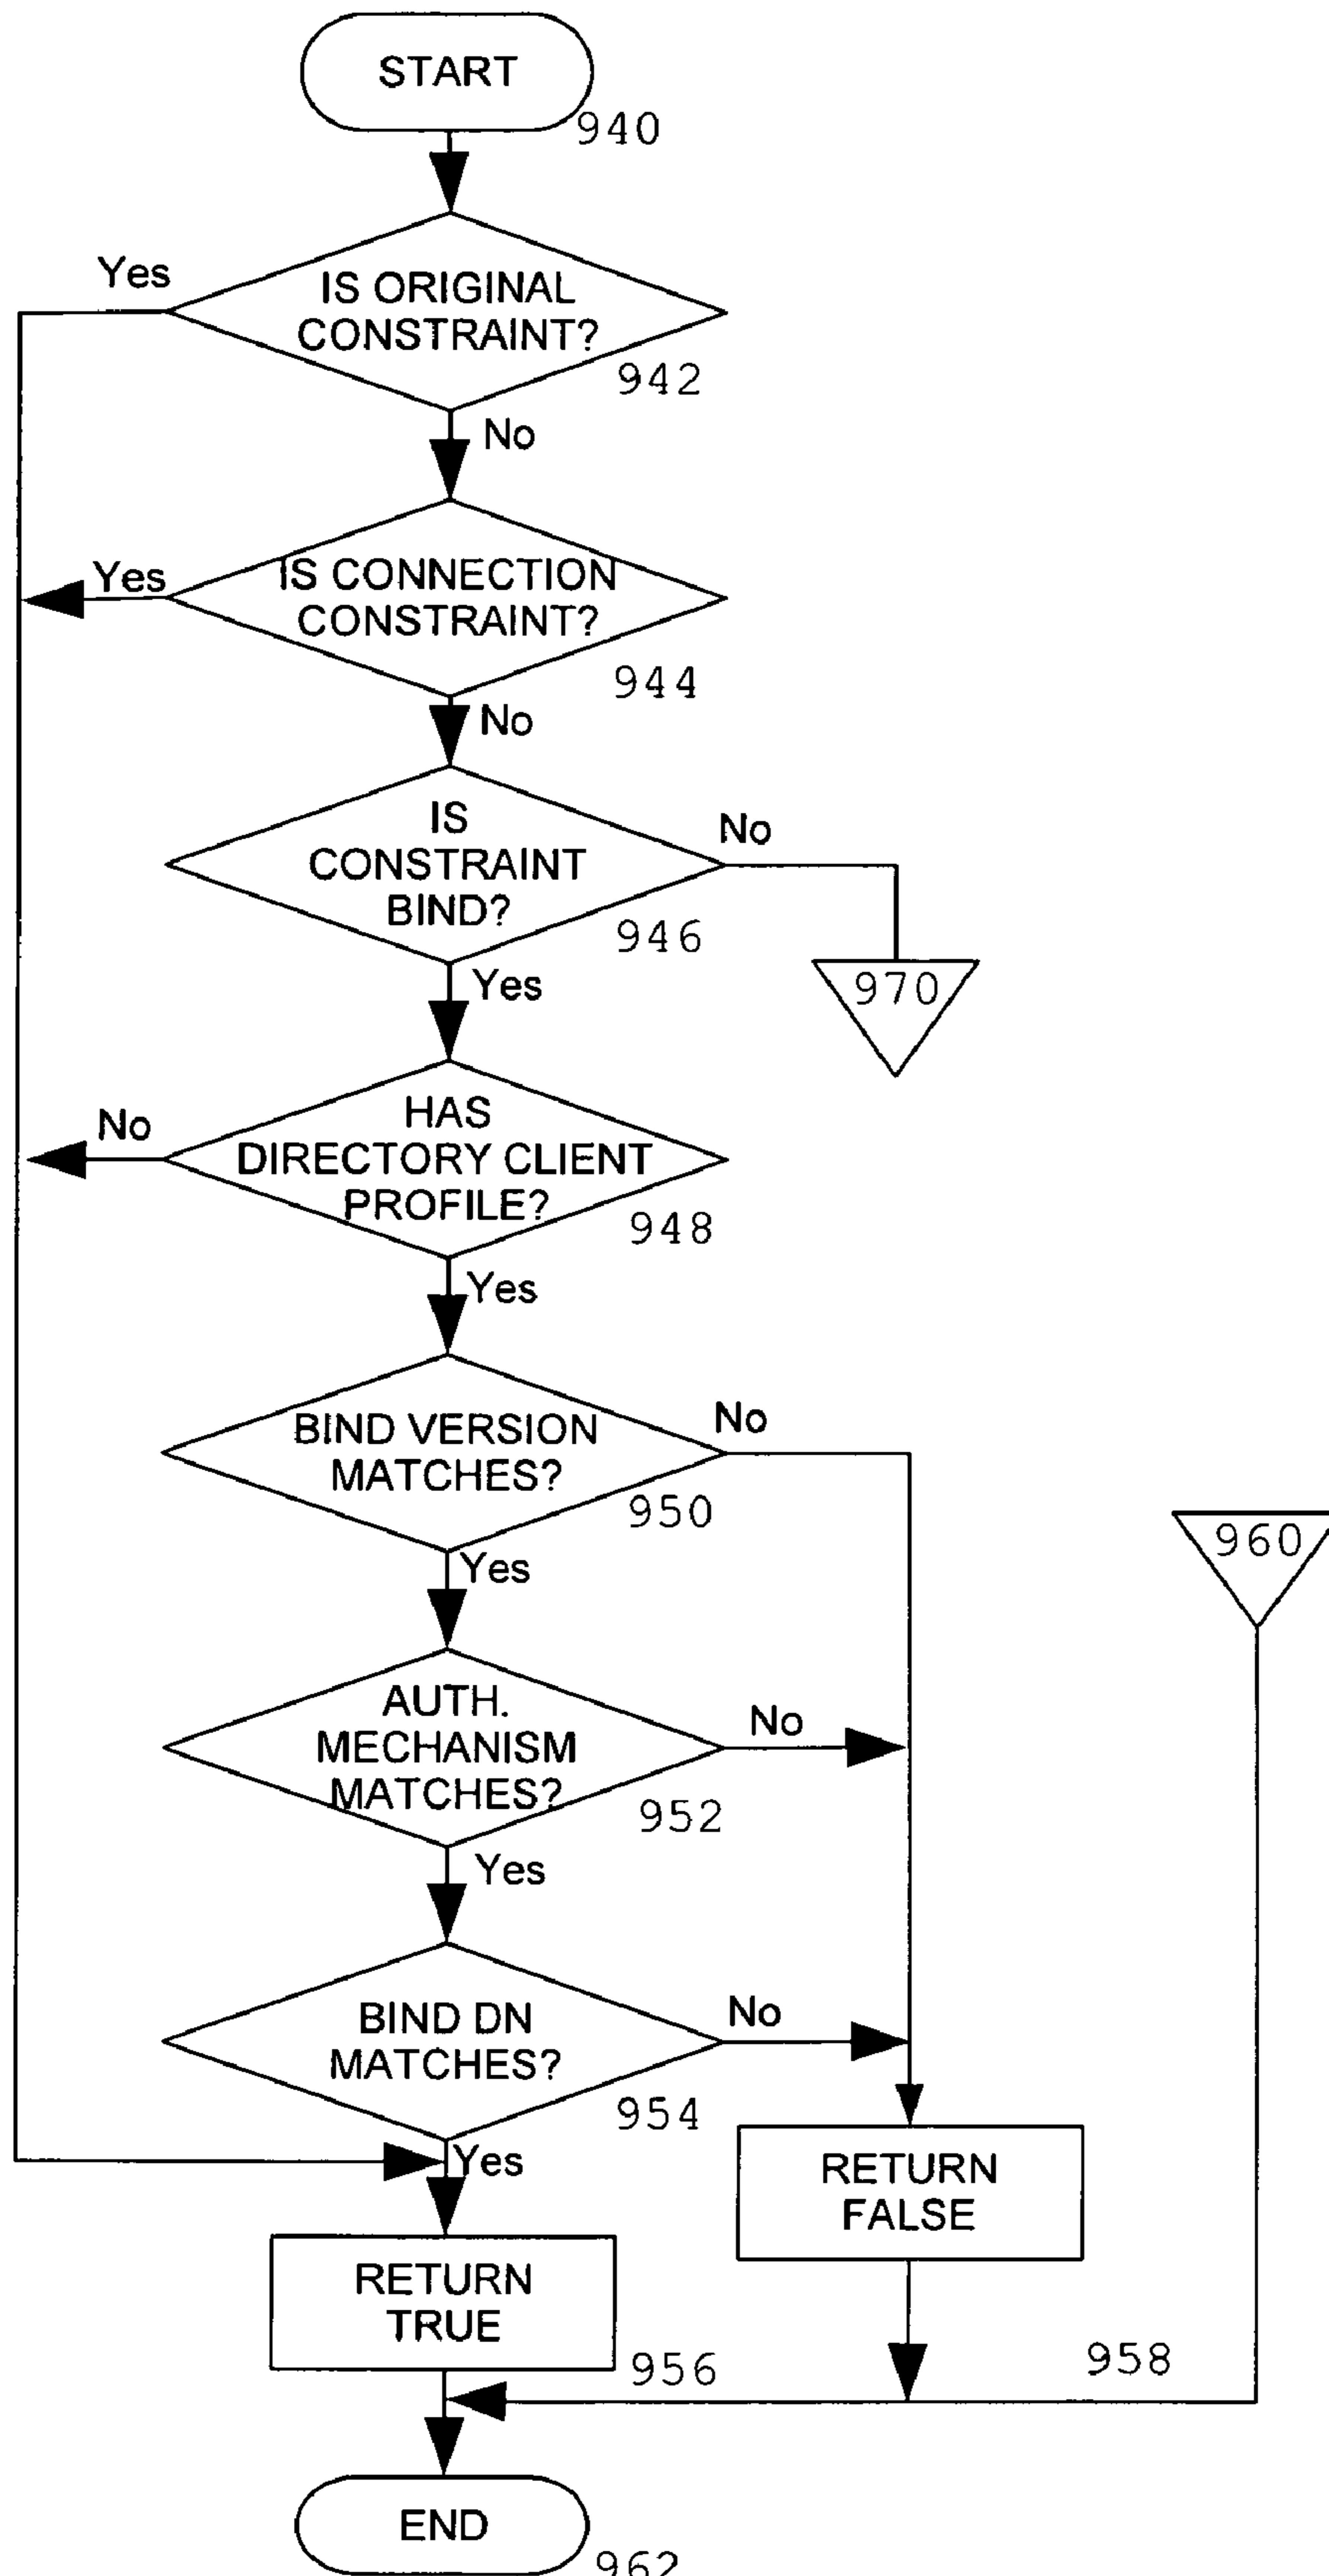 START
940
Yes
IS ORIGINAL
CONSTRAINT?
942
No
Yes
IS CONNECTION
CONSTRAINT?
944
No
IS
CONSTRAINT
BIND?
No
946
970
Yes
No
HAS
DIRECTORY CLIENT
PROFILE?
948
Yes
BIND VERSION
MATCHES?
No
950
960
Yes
AUTH.
MECHANISM
MATCHES?
No
952
Yes
BIND DN
MATCHES?
No
954
Yes
RETURN
FALSE
RETURN
TRUE
956
958
END
962